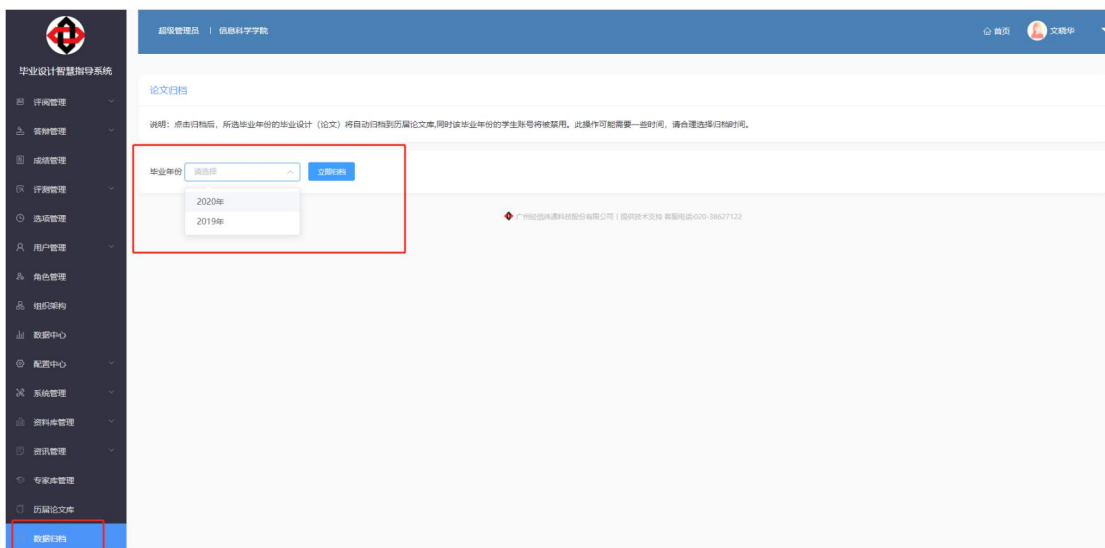 超级管理员 | 信息科学学院
首页
文晓华
毕业设计智慧指导系统
评阅管理
答辩管理
成绩管理
评测管理
选项管理
用户管理
角色管理
组织架构
数据中心
配置中心
系统管理
资料库管理
资讯管理
专家库管理
历届论文库
数据归档
论文归档
说明：点击归档后，所选毕业年份的毕业设计（论文）将自动归档到历届论文库,同时该毕业年份的学生账号将被禁用。此操作可能需要一些时间，请合理选择归档时间。
毕业年份 请选择 立即归档
2020年
2019年
广州经信纬通科技股份有限公司 | 提供技术支持 客服电话:020-38627122